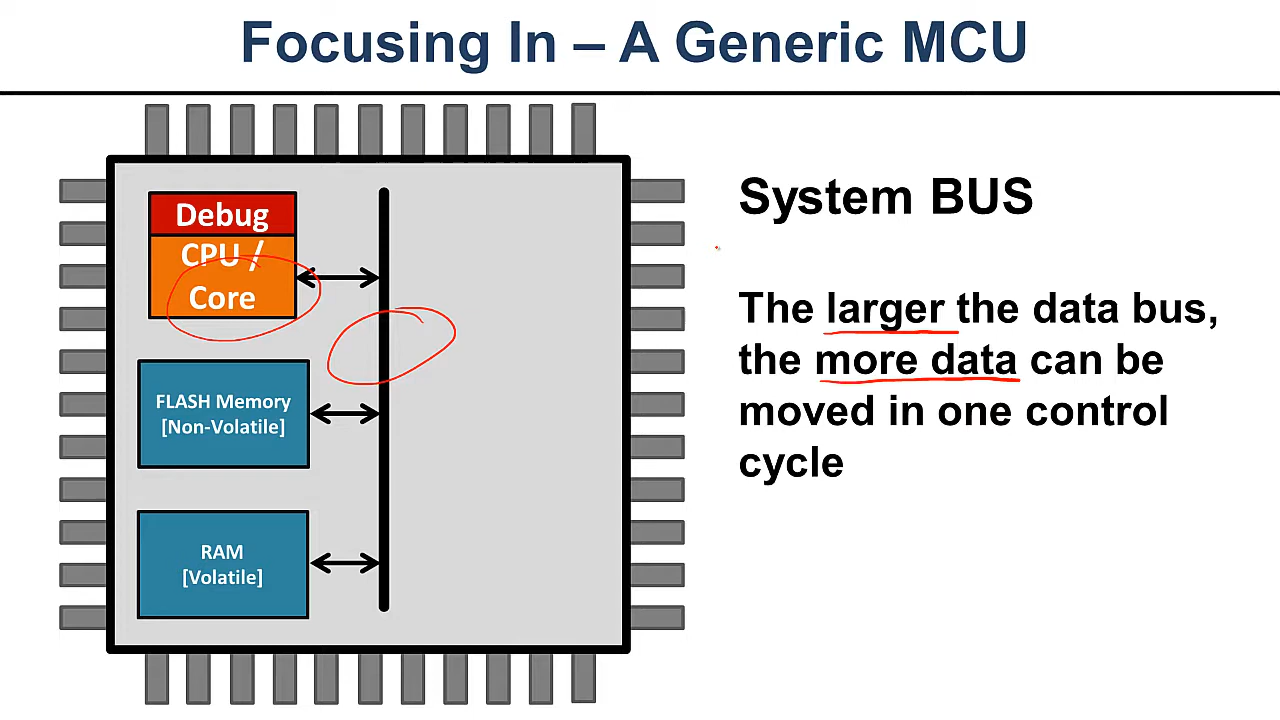 Focusing In – A Generic MCU
Debug
CPU /
Core
FLASH Memory
[Non-Volatile]
RAM
[Volatile]
System BUS
The larger the data bus,
the more data can be
moved in one control
cycle